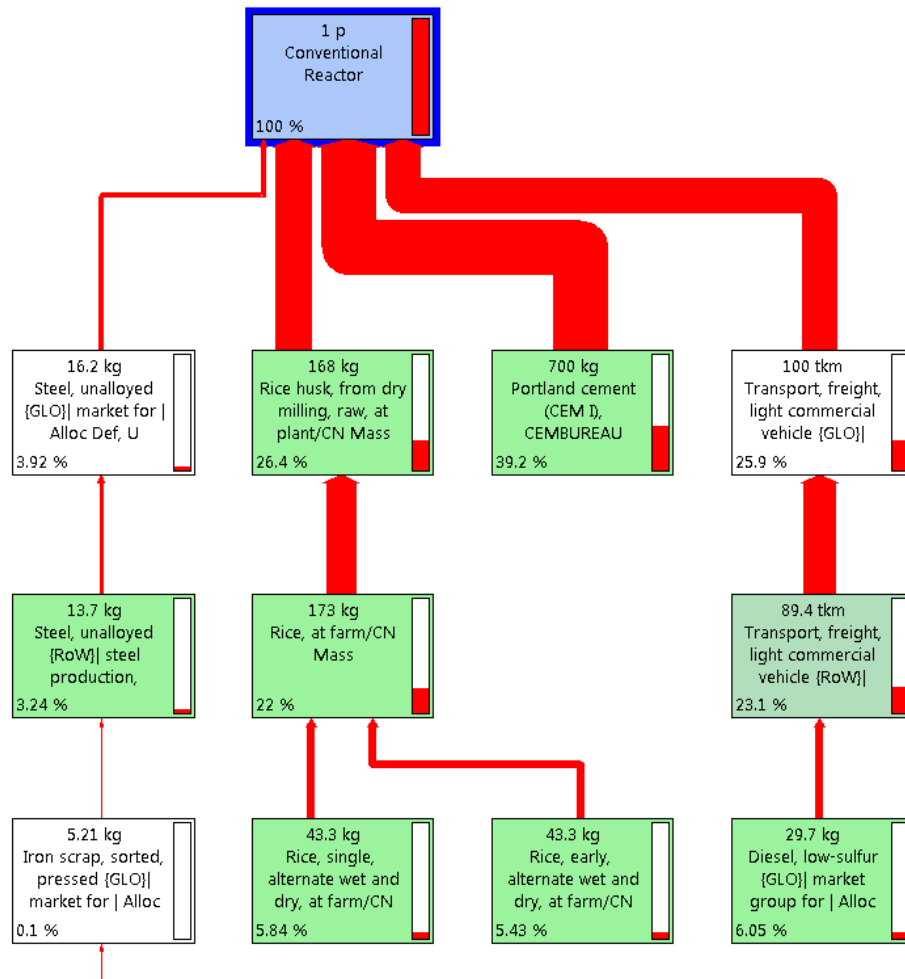 1 p
Conventional
Reactor
100 %
16.2 kg
Steel, unalloyed
{GLO}| market for |
Alloc Def, U
3.92 %
168 kg
Rice husk, from dry
milling, raw, at
plant/CN Mass
26.4 %
700 kg
Portland cement
(CEM I),
CEMBUREAU
39.2 %
100 tkm
Transport, freight,
light commercial
vehicle {GLO}|
25.9 %
13.7 kg
Steel, unalloyed
{RoW}| steel
production,
3.24 %
173 kg
Rice, at farm/CN
Mass
22 %
89.4 tkm
Transport, freight,
light commercial
vehicle {RoW}|
23.1 %
5.21 kg
Iron scrap, sorted,
pressed {GLO}|
market for | Alloc
0.1 %
43.3 kg
Rice, single,
alternate wet and
dry, at farm/CN
5.84 %
43.3 kg
Rice, early,
alternate wet and
dry, at farm/CN
5.43 %
29.7 kg
Diesel, low-sulfur
{GLO}| market
group for | Alloc
6.05 %